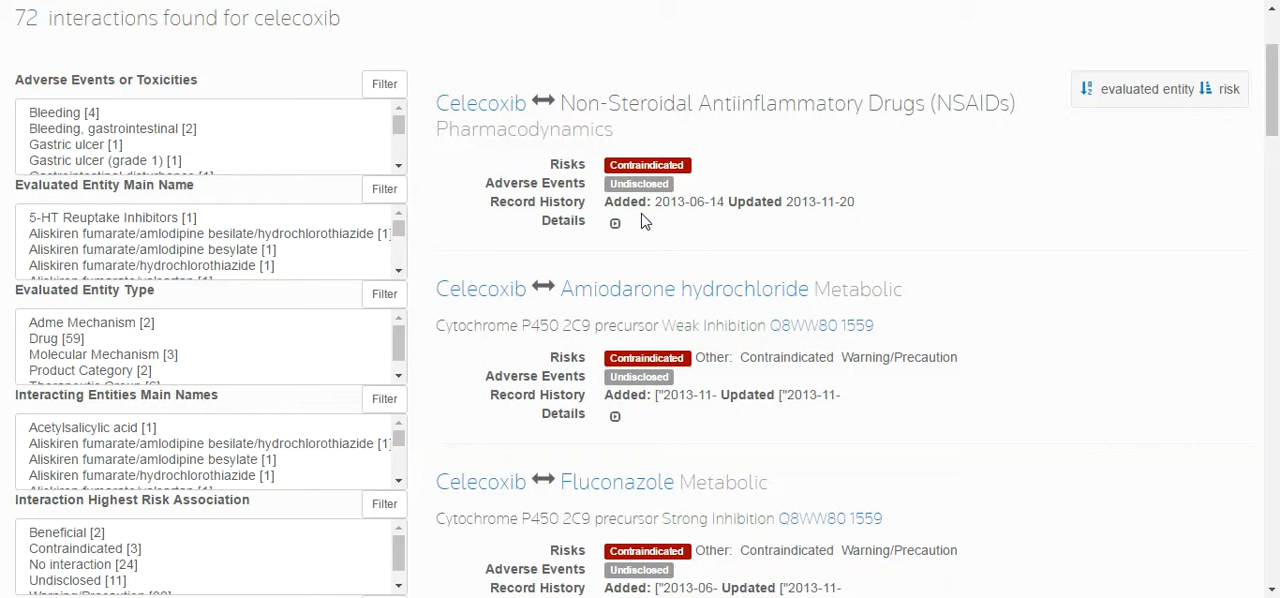 72 interactions found for celecoxib
Adverse Events or Toxicities
Filter
Bleeding [4]
Bleeding, gastrointestinal [2]
Gastric ulcer [1]
Gastric ulcer (grade 1) [1]
Evaluated Entity Main Name
Filter
5-HT Reuptake Inhibitors [1]
Aliskiren fumarate/amlodipine besilate/hydrochlorothiazide [1]
Aliskiren fumarate/amlodipine besylate [1]
Aliskiren fumarate/hydrochlorothiazide [1]
Evaluated Entity Type
Filter
Adme Mechanism [2]
Drug [59]
Molecular Mechanism [3]
Product Category [2]
Interacting Entities Main Names
Filter
Acetylsalicylic acid [1]
Aliskiren fumarate/amlodipine besilate/hydrochlorothiazide [1]
Aliskiren fumarate/amlodipine besylate [1]
Aliskiren fumarate/hydrochlorothiazide [1]
Interaction Highest Risk Association
Filter
Beneficial [2]
Contraindicated [3]
No interaction [24]
Undisclosed [11]
evaluated entity risk
Celecoxib ↔ Non-Steroidal Antiinflammatory Drugs (NSAIDs)
Pharmacodynamics
Risks Contraindicated
Adverse Events Undisclosed
Record History Added: 2013-06-14 Updated 2013-11-20
Details
Celecoxib ↔ Amiodarone hydrochloride Metabolic
Cytochrome P450 2C9 precursor Weak Inhibition Q8WW80 1559
Risks Contraindicated Other: Contraindicated Warning/Precaution
Adverse Events Undisclosed
Record History Added: ["2013-11- Updated ["2013-11-
Details
Celecoxib ↔ Fluconazole Metabolic
Cytochrome P450 2C9 precursor Strong Inhibition Q8WW80 1559
Risks Contraindicated Other: Contraindicated Warning/Precaution
Adverse Events Undisclosed
Record History Added: ["2013-06- Updated ["2013-11-